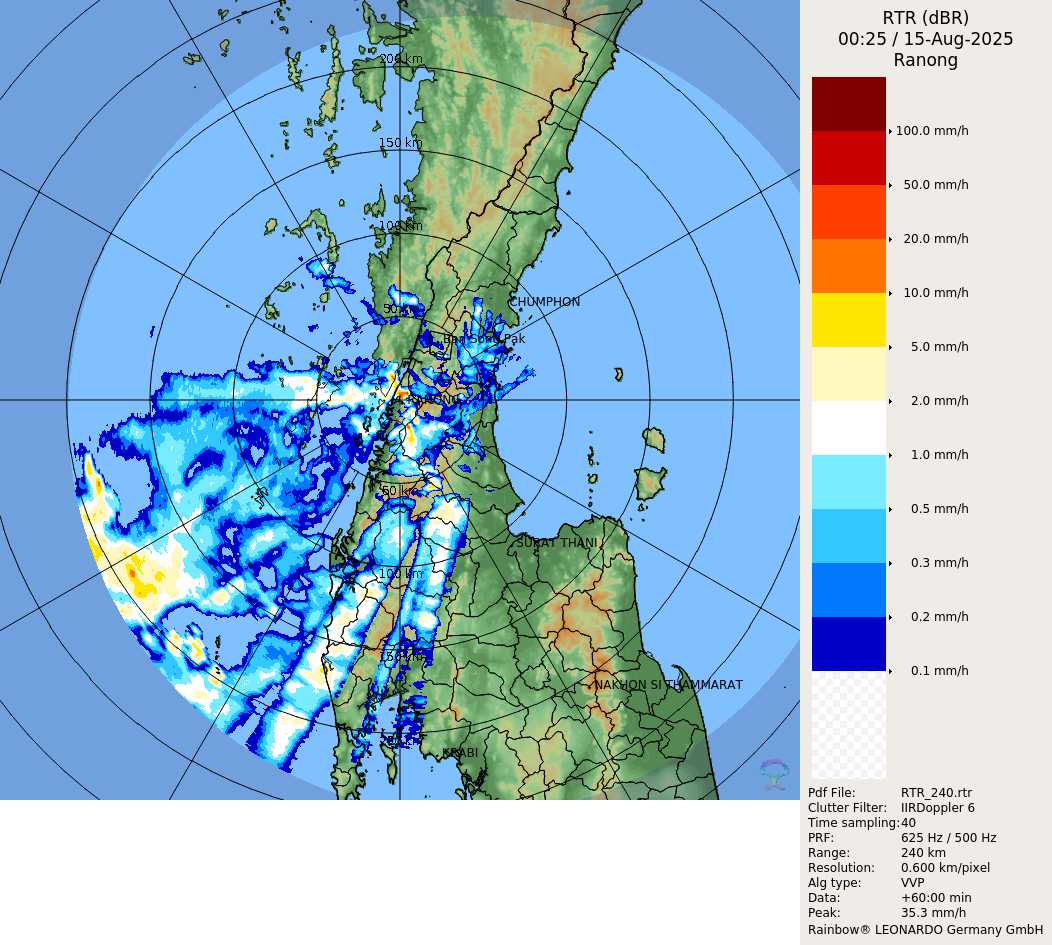 RTR (dBR)
00:25 / 15-Aug-2025
Ranong
100.0 mm/h
50.0 mm/h
20.0 mm/h
10.0 mm/h
5.0 mm/h
2.0 mm/h
1.0 mm/h
0.5 mm/h
0.3 mm/h
0.2 mm/h
0.1 mm/h
200 km
150 km
100 km
50 km
CHUMPHON
RANONG
50 km
SURAT THANI
100 km
150 km
NAKHON SI THAMMARAT
KRABI
Pdf File: RTR_240.rtr
Clutter Filter: IIRDoppler 6
Time sampling:40
PRF: 625 Hz / 500 Hz
Range: 240 km
Resolution: 0.600 km/pixel
Alg type: VVP
Data: +60:00 min
Peak: 35.3 mm/h
Rainbow® LEONARDO Germany GmbH